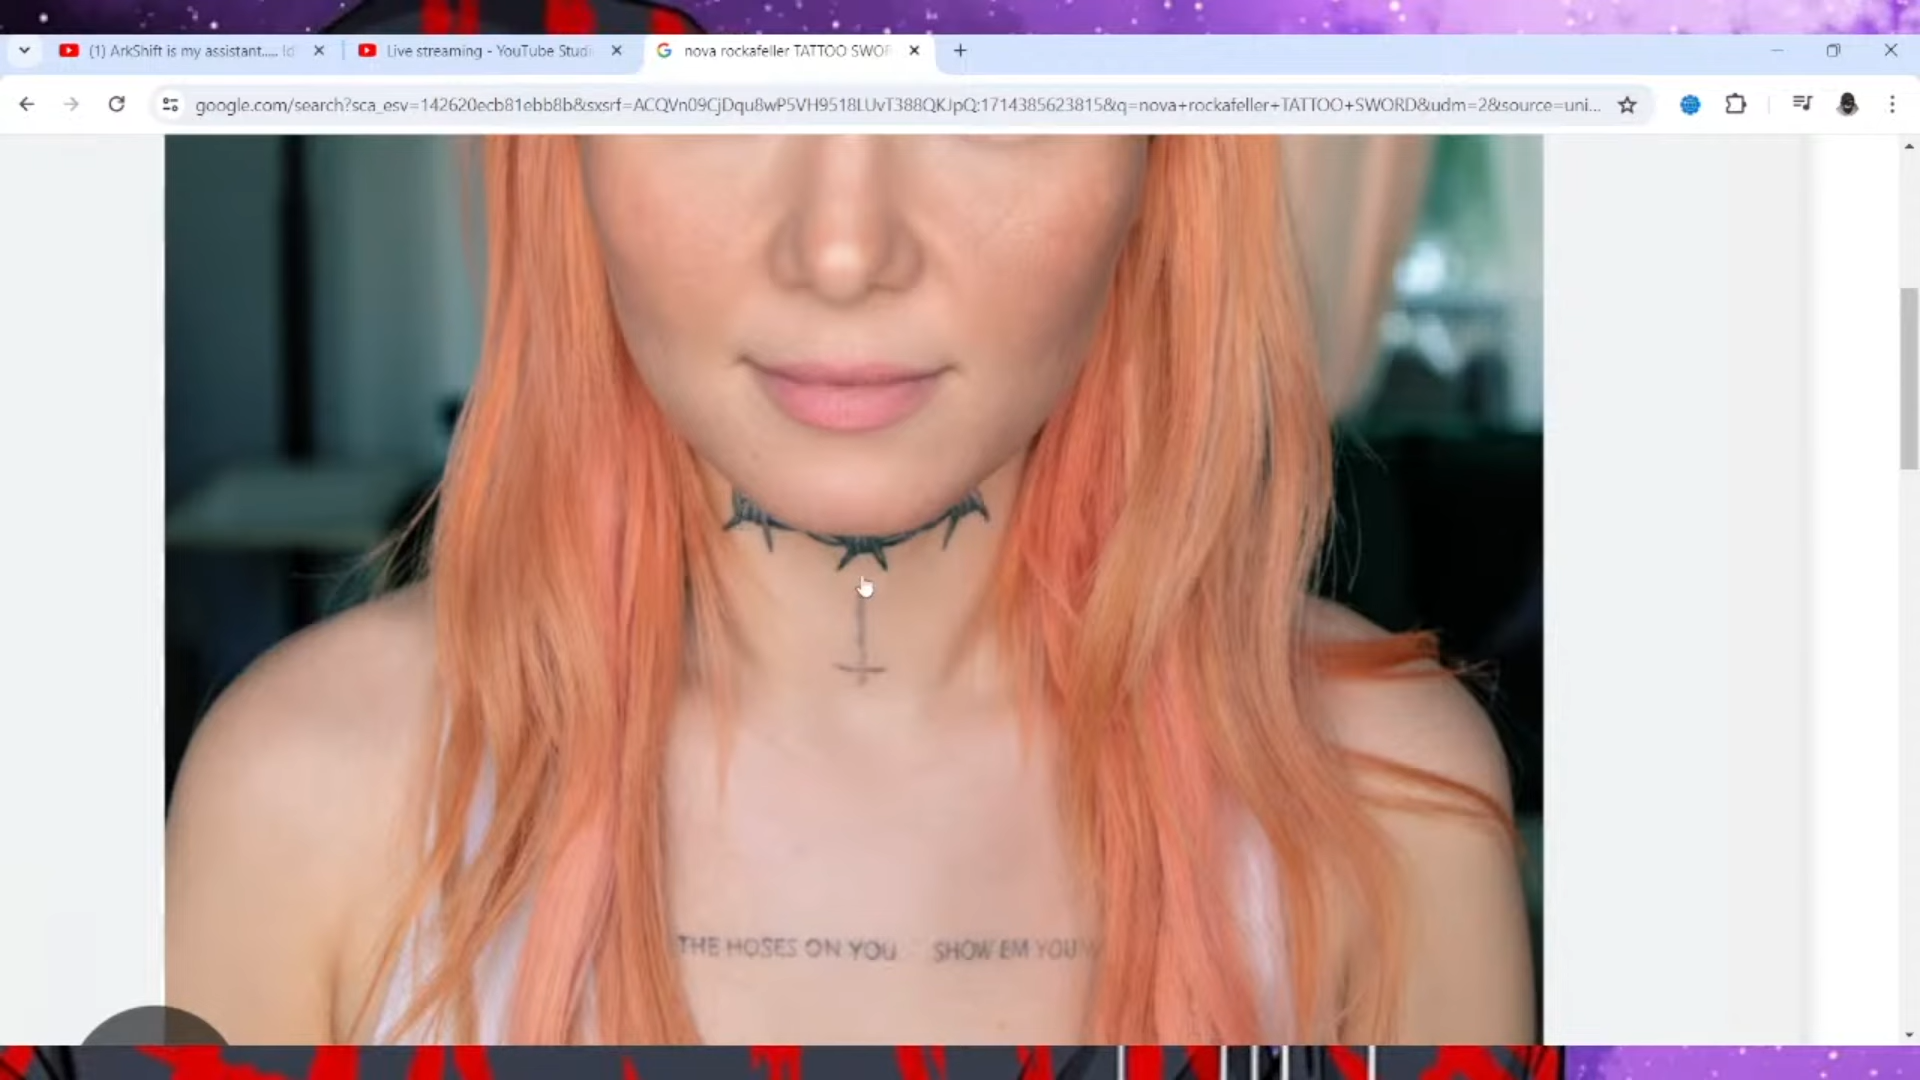 (1) ArkShift is my assistant..... Id
Live streaming - YouTube Studi
nova rockafeller TATTOO SWOR
google.com/search?sca_esv=142620ecb81ebb8b&sxsrf=ACQVn09CjDqu8wP5VH9518LUvT388QKJpQ:1714385623815&q=nova+rockafeller+TATTOO+SWORD&udm=2&source=uni...
THE HOSES ON YOU SHOW EM YOU